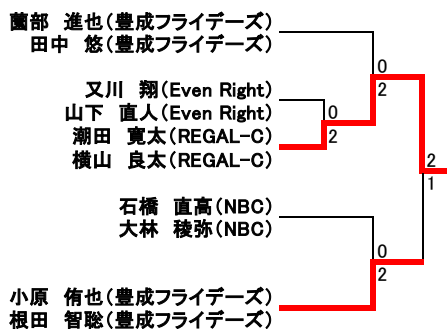 薗部　進也(豊成フライデーズ)
田中　悠(豊成フライデーズ)
0
2
又川　翔(Even Right)
山下　直人(Even Right)
0
2
潮田　寛太(REGAL-C)
横山　良太(REGAL-C)
2
1
石橋　直高(NBC)
大林　稜弥(NBC)
0
2
小原　侑也(豊成フライデーズ)
根田　智聡(豊成フライデーズ)